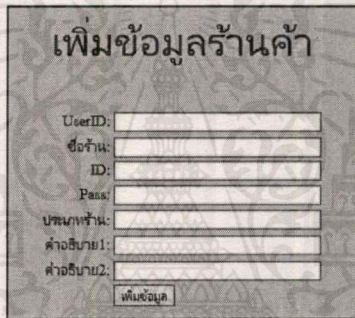 เพิ่มข้อมูลร้านค้า
UserID:
ชื่อร้าน:
ID:
Pass:
ประเภทร้าน:
คำอธิบาย1:
คำอธิบาย2:
เพิ่มข้อมูล